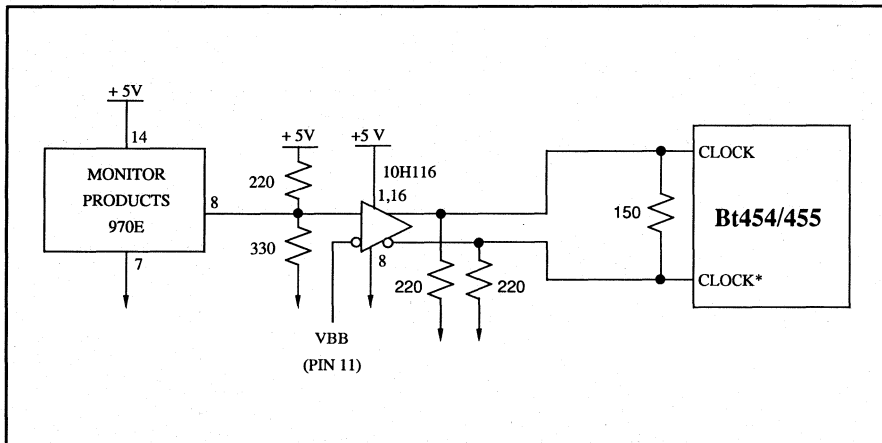 + 5V
14
MONITOR
PRODUCTS
970E
8
7
+ 5V
220
330
+5 V
10H116
1,16
8
VBB
(PIN 11)
220
220
150
CLOCK
Bt454/455
CLOCK*